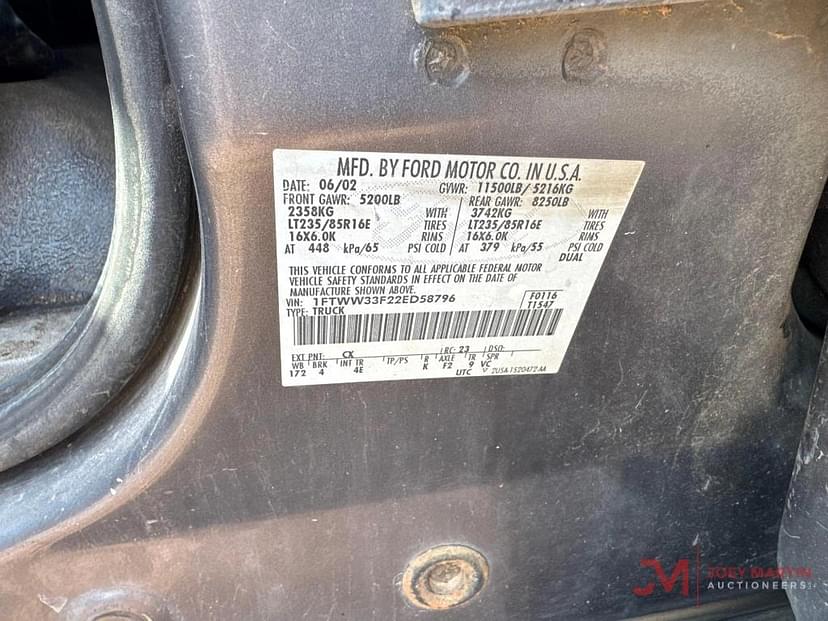 MFD. BY FORD MOTOR CO. IN U.S.A.
DATE: 06/02 GVWR: 11500LB/ 5216KG
FRONT GAWR: 5200LB REAR GAWR: 8250LB
2358KG WITH 3742KG WITH
LT235/85R16E TIRES LT235/85R16E TIRES
16X6.0K RIMS 16X6.0K RIMS
AT 448 kPa/65 PSI COLD AT 379 kPa/55 PSI COLD
DUAL
THIS VEHICLE CONFORMS TO ALL APPLICABLE FEDERAL MOTOR
VEHICLE SAFETY STANDARDS IN EFFECT ON THE DATE OF
MANUFACTURE SHOWN ABOVE.
VIN: 1FTWW33F22ED58796 F0116
TYPE: TRUCK T1547
EXT PNT: CX RC: 23 DSO:
WB BRK INT TR TP/PS R AXLE TR SPR
172 4 4E K F2 9 VC
UTC V 2U5A-1520472-AA
JM JOEY MARTIN
AUCTIONEERS